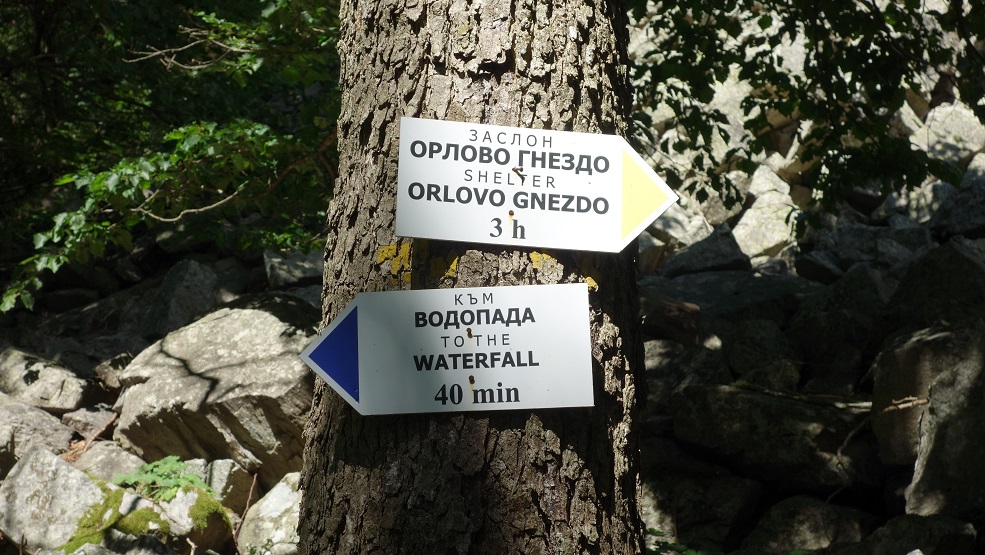 ЗАСЛОН
ОРЛОВО ГНЕЗДО
SHELTER
ORLOVO GNEZDO
3 h
КЪМ
ВОДОПАДА
TO THE
WATERFALL
40 min